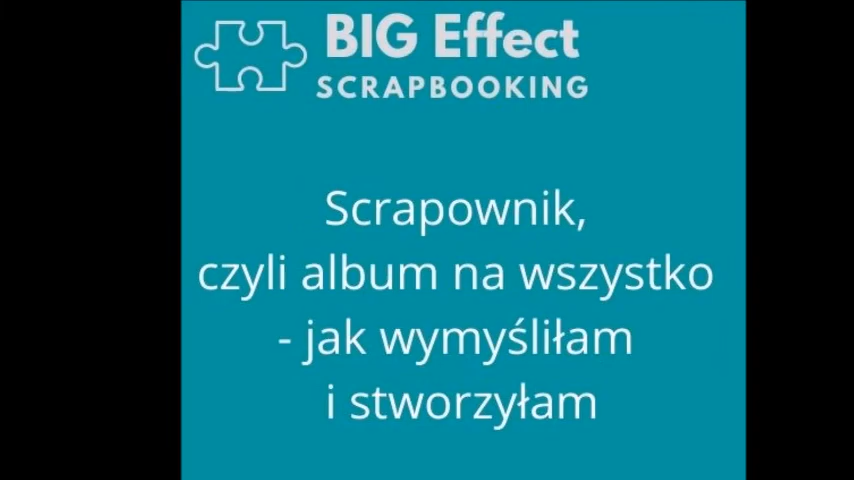 BIG Effect
SCRAPBOOKING
Scrapownik,
czyli album na wszystko
- jak wymyśliłam
i stworzyłam